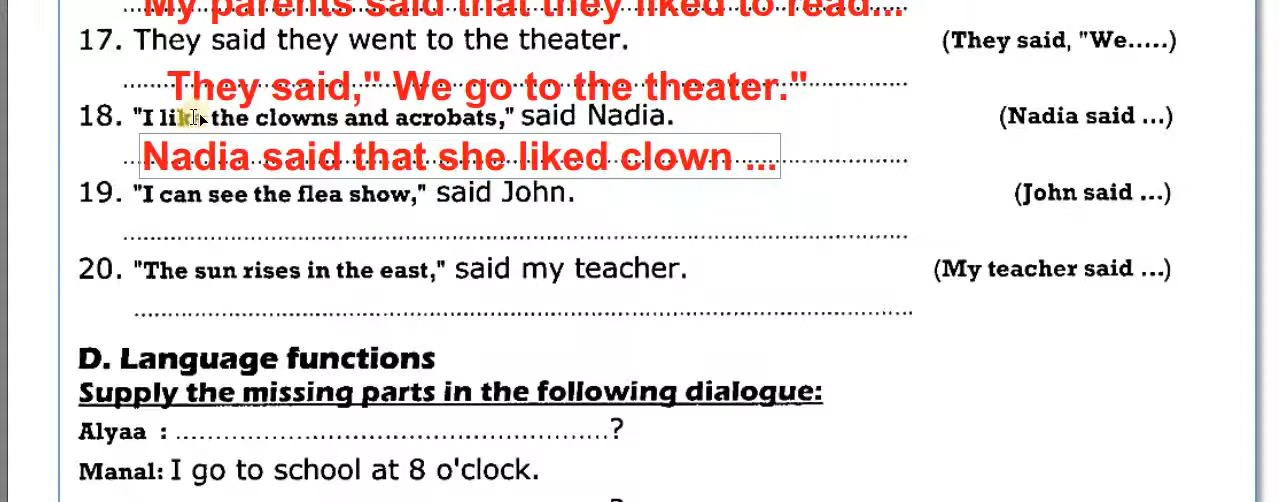 My parents said that they liked to read...
17. They said they went to the theater. (They said, "We.....)
They said," We go to the theater."
18. "I like the clowns and acrobats," said Nadia. (Nadia said ...)
Nadia said that she liked clown ...
19. "I can see the flea show," said John. (John said ...)
20. "The sun rises in the east," said my teacher. (My teacher said ...)
D. Language functions
Supply the missing parts in the following dialogue:
Alyaa : ......................................................?
Manal: I go to school at 8 o'clock.